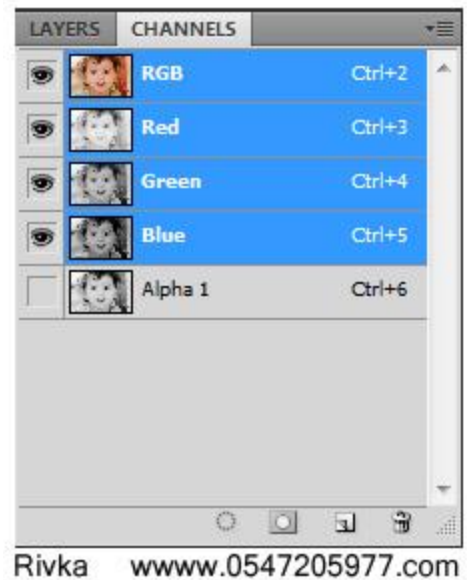 LAYERS CHANNELS
RGB Ctrl+2
Red Ctrl+3
Green Ctrl+4
Blue Ctrl+5
Alpha 1 Ctrl+6
Rivka wwww.0547205977.com